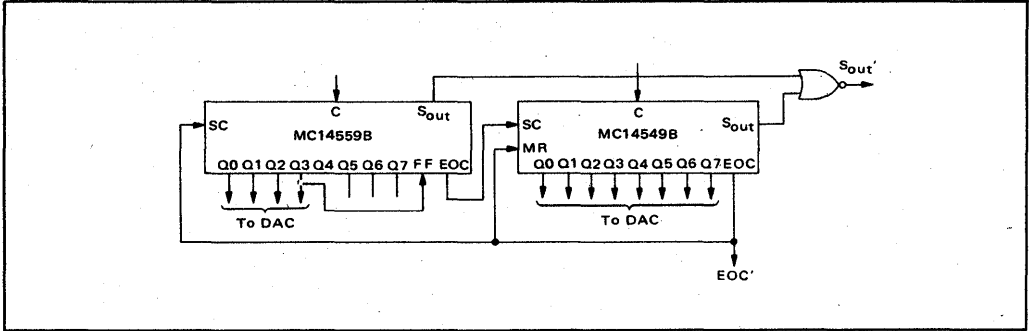 Sout′
C
Sout
SC
MC14559B
Q0 Q1 Q2 Q3 Q4 Q5 Q6 Q7 FF EOC
To DAC
C
SC
MC14549B
Sout
MR
Q0 Q1 Q2 Q3 Q4 Q5 Q6 Q7 EOC
To DAC
EOC′